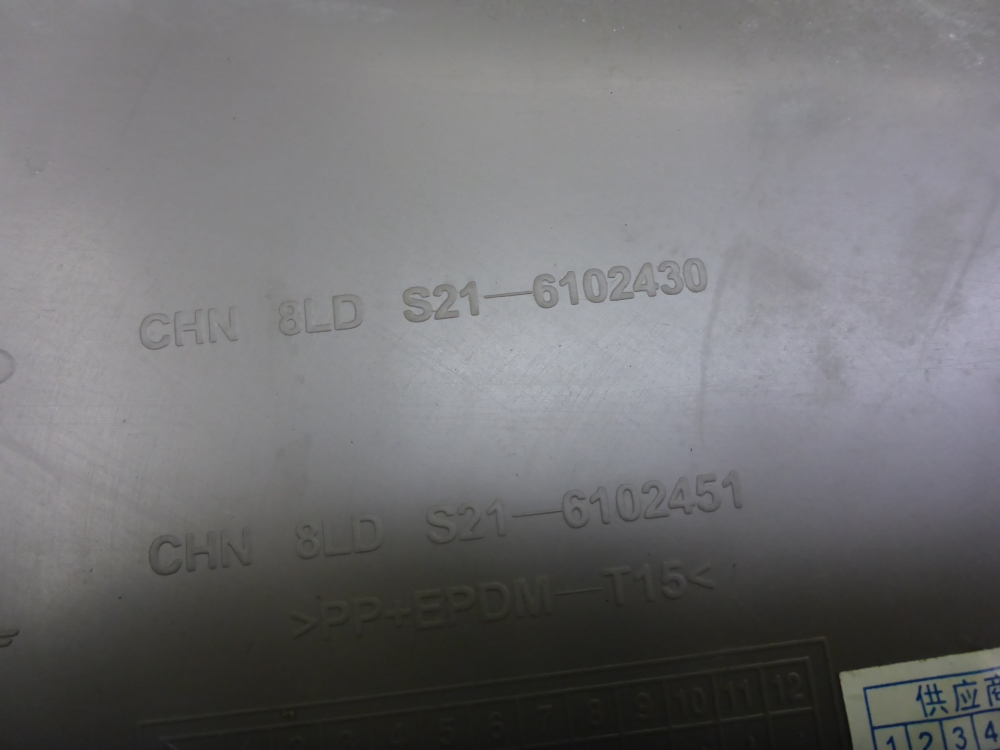 CHN 8LD S21—6102430
CHN 8LD S21—6102451
>PP+EPDM—T15<
1 2 3 4 5 6 7 8 9 10 11 12
供应商
1 2 3 4